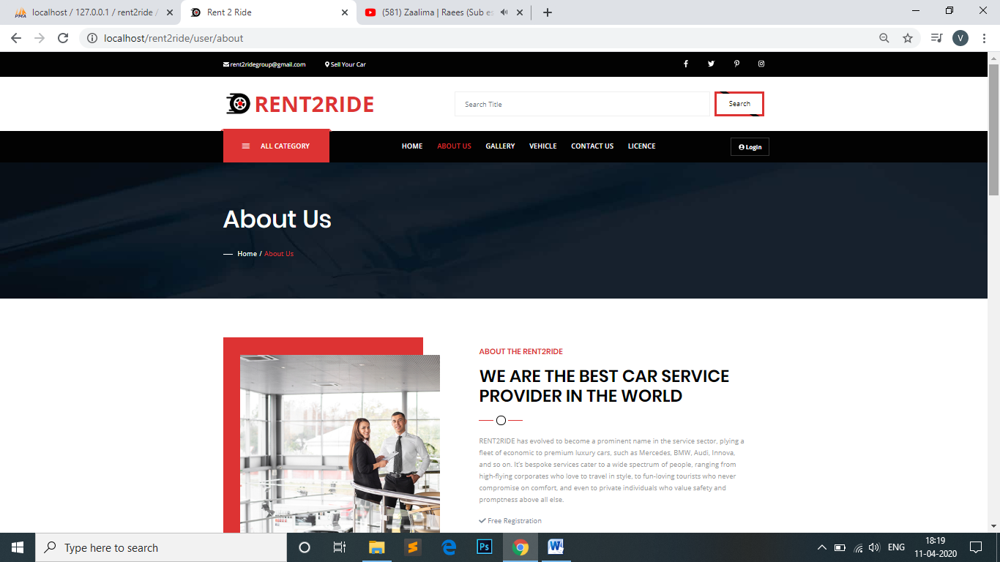 localhost / 127.0.0.1 / rent2ride /
Rent 2 Ride
(581) Zaalima | Raees (Sub es
localhost/rent2ride/user/about
V
rent2ridegroup@gmail.com
Sell Your Car
RENT2RIDE
Search Title
Search
ALL CATEGORY
HOME
ABOUT US
GALLERY
VEHICLE
CONTACT US
LICENCE
Login
About Us
Home / About Us
ABOUT THE RENT2RIDE
WE ARE THE BEST CAR SERVICE
PROVIDER IN THE WORLD
RENT2RIDE has evolved to become a prominent name in the service sector, plying a
fleet of economic to premium luxury cars, such as Mercedes, BMW, Audi, Innova,
and so on. It's bespoke services cater to a wide spectrum of people, ranging from
high-flying corporates who love to travel in style, to fun-loving tourists who never
compromise on comfort, and even to private individuals who value safety and
promptness above all else.
Free Registration
Type here to search
Ps
W
ENG
18:19
11-04-2020